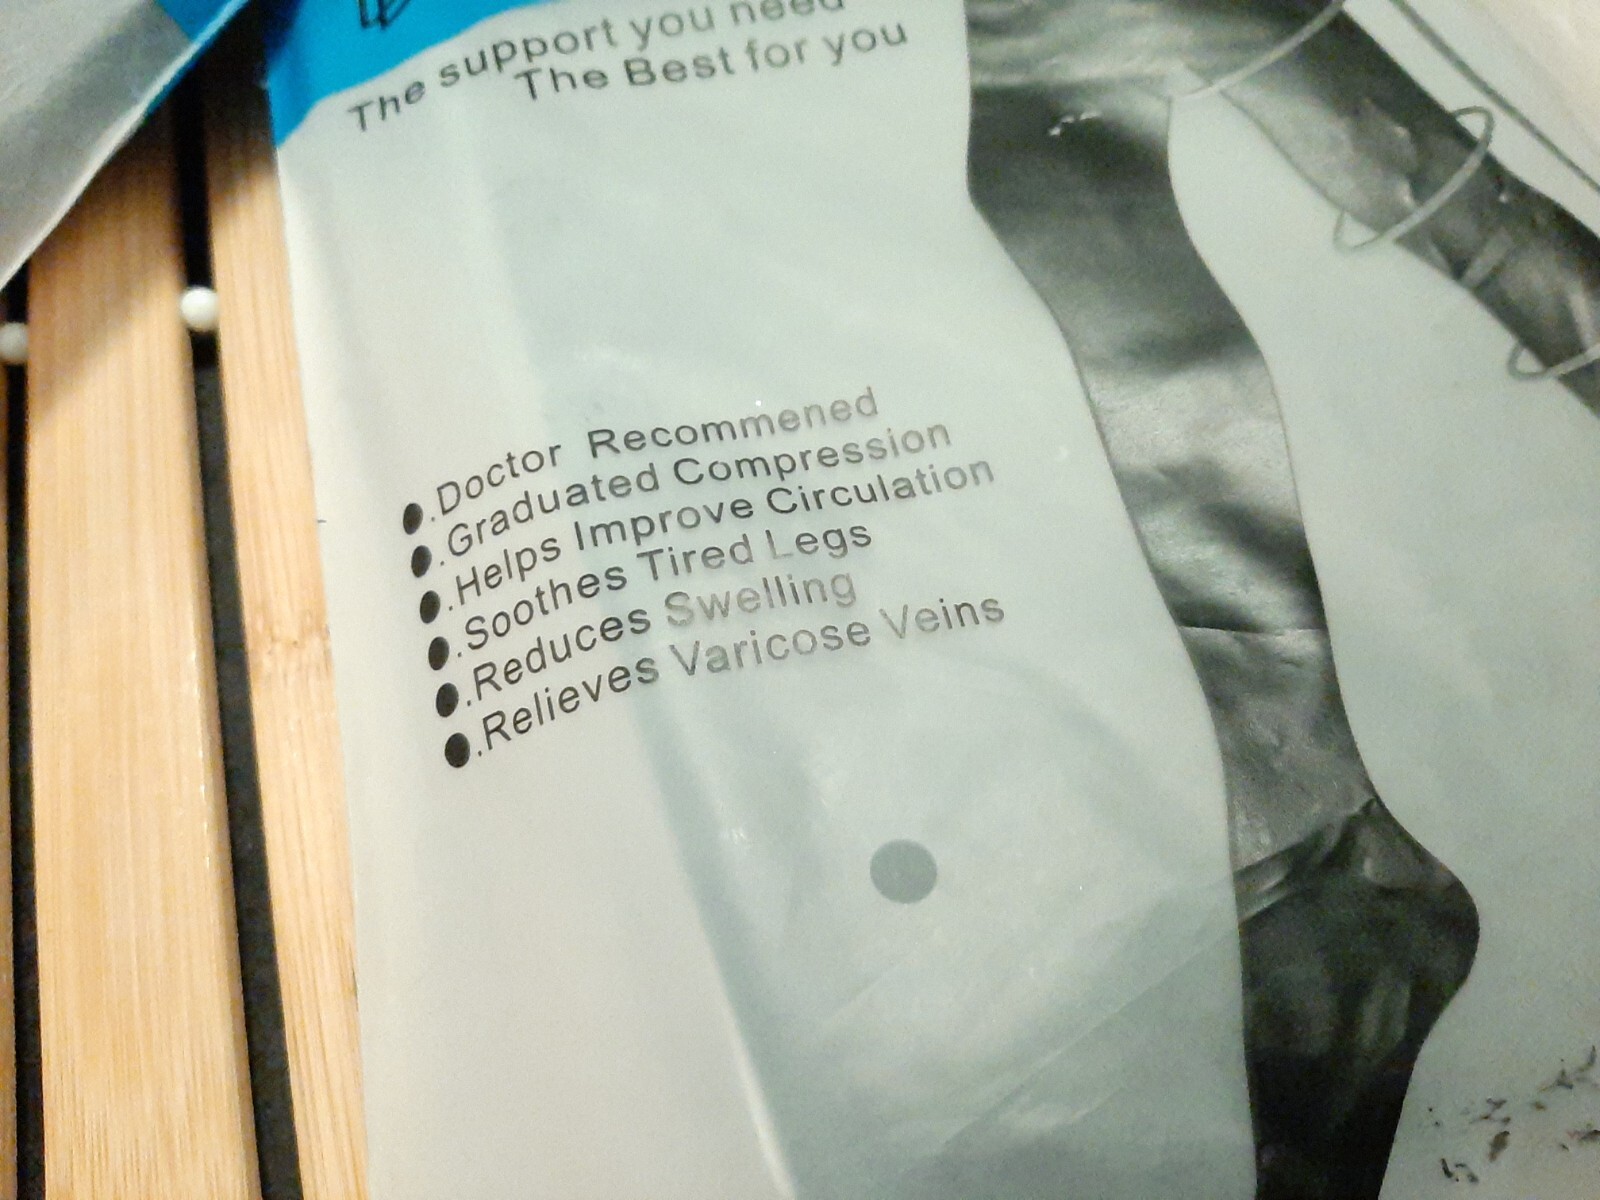 The support you need
The Best for you
●.Doctor Recommened
●.Graduated Compression
●.Helps Improve Circulation
●.Soothes Tired Legs
●.Reduces Swelling
●.Relieves Varicose Veins